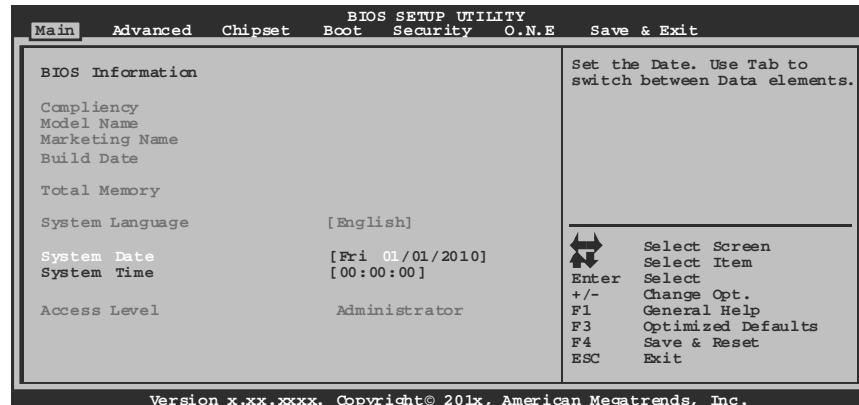 BIOS SETUP UTILITY
Main Advanced Chipset Boot Security O.N.E Save & Exit
BIOS Information
Compliency
Model Name
Marketing Name
Build Date
Total Memory
System Language [English]
System Date [Fri 01/01/2010]
System Time [00:00:00]
Access Level Administrator
Set the Date. Use Tab to
switch between Data elements.
Select Screen
Select Item
Enter Select
+/- Change Opt.
F1 General Help
F3 Optimized Defaults
F4 Save & Reset
ESC Exit
Version x.xx.xxxx. Copyright© 201x, American Megatrends, Inc.